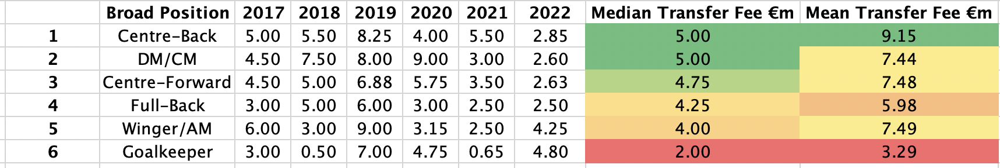 Broad Position 2017 2018 2019 2020 2021 2022 Median Transfer Fee €m Mean Transfer Fee €m
1 Centre-Back 5.00 5.50 8.25 4.00 5.50 2.85 5.00 9.15
2 DM/CM 4.50 7.50 8.00 9.00 3.00 2.60 5.00 7.44
3 Centre-Forward 4.50 5.00 6.88 5.75 3.50 2.63 4.75 7.48
4 Full-Back 3.00 5.00 6.00 3.00 2.50 2.50 4.25 5.98
5 Winger/AM 6.00 3.00 9.00 3.15 2.50 4.25 4.00 7.49
6 Goalkeeper 3.00 0.50 7.00 4.75 0.65 4.80 2.00 3.29